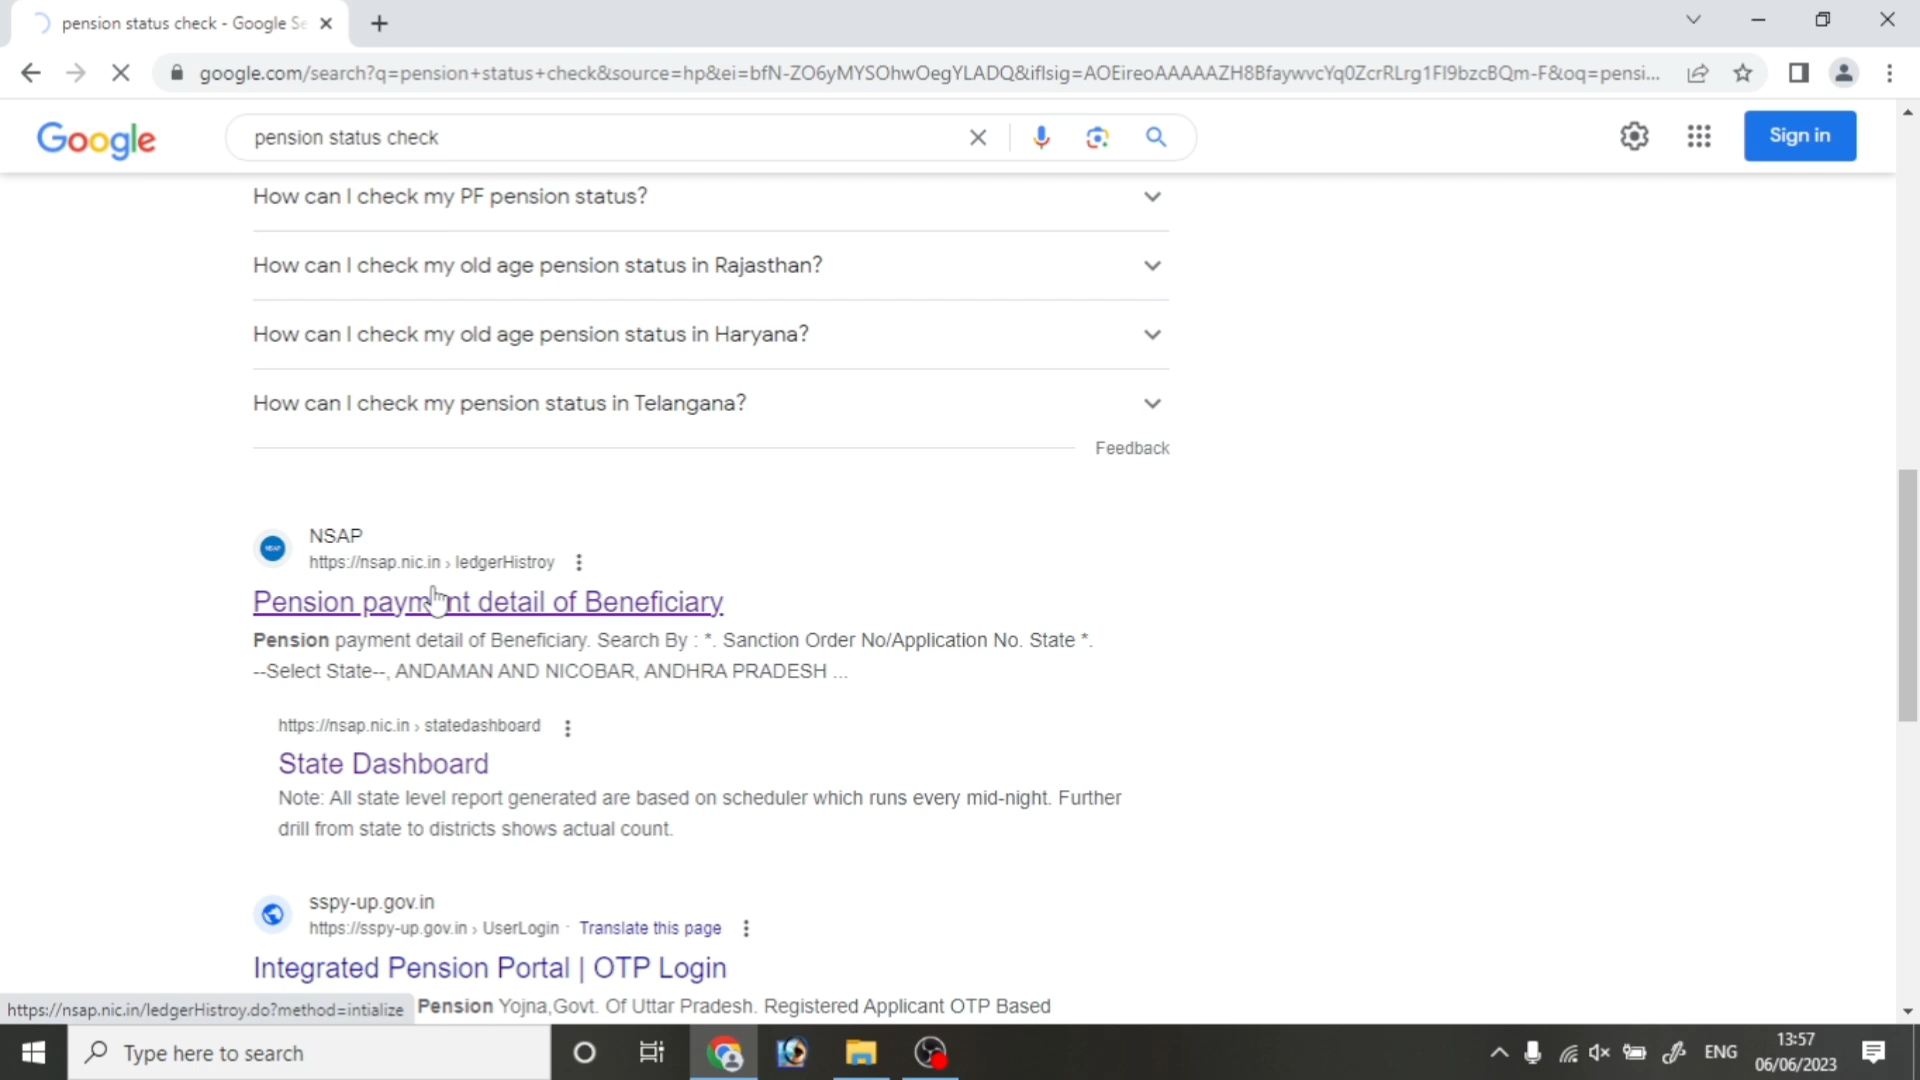 pension status check - Google Se
google.com/search?q=pension+status+check&source=hp&ei=bfN-ZO6yMYSOhwOegYLADQ&iflsig=AOEireoAAAAAZH8BfaywvcYq0ZcrRLrg1FI9bzcBQm-F&oq=pensi...
Google
pension status check
Sign in
How can I check my PF pension status?
How can I check my old age pension status in Rajasthan?
How can I check my old age pension status in Haryana?
How can I check my pension status in Telangana?
Feedback
NSAP
https://nsap.nic.in › ledgerHistroy
Pension payment detail of Beneficiary
Pension payment detail of Beneficiary. Search By : *. Sanction Order No/Application No. State *.
--Select State--, ANDAMAN AND NICOBAR, ANDHRA PRADESH ...
https://nsap.nic.in › statedashboard
State Dashboard
Note: All state level report generated are based on scheduler which runs every mid-night. Further
drill from state to districts shows actual count.
sspy-up.gov.in
https://sspy-up.gov.in › UserLogin · Translate this page
Integrated Pension Portal | OTP Login
https://nsap.nic.in/ledgerHistroy.do?method=intialize
Pension Yojna,Govt. Of Uttar Pradesh. Registered Applicant OTP Based
Type here to search
ENG
13:57
06/06/2023